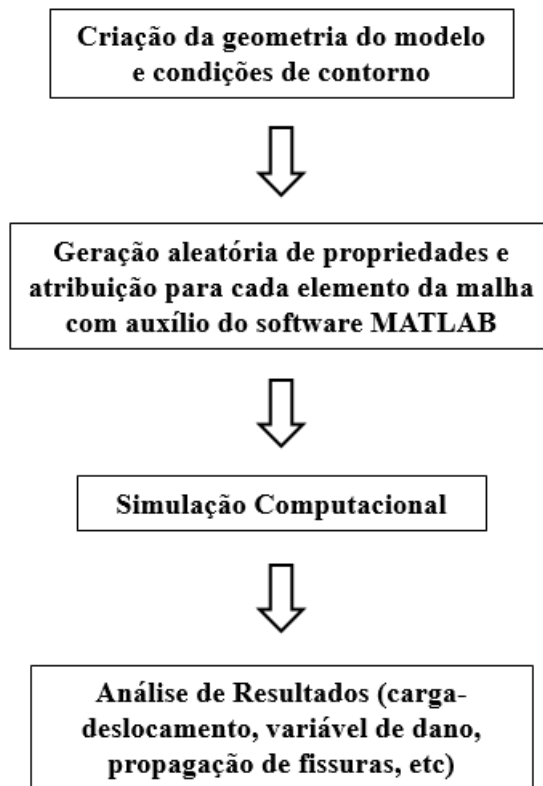 Criação da geometria do modelo
e condições de contorno
Geração aleatória de propriedades e
atribuição para cada elemento da malha
com auxílio do software MATLAB
Simulação Computacional
Análise de Resultados (carga-
deslocamento, variável de dano,
propagação de fissuras, etc)